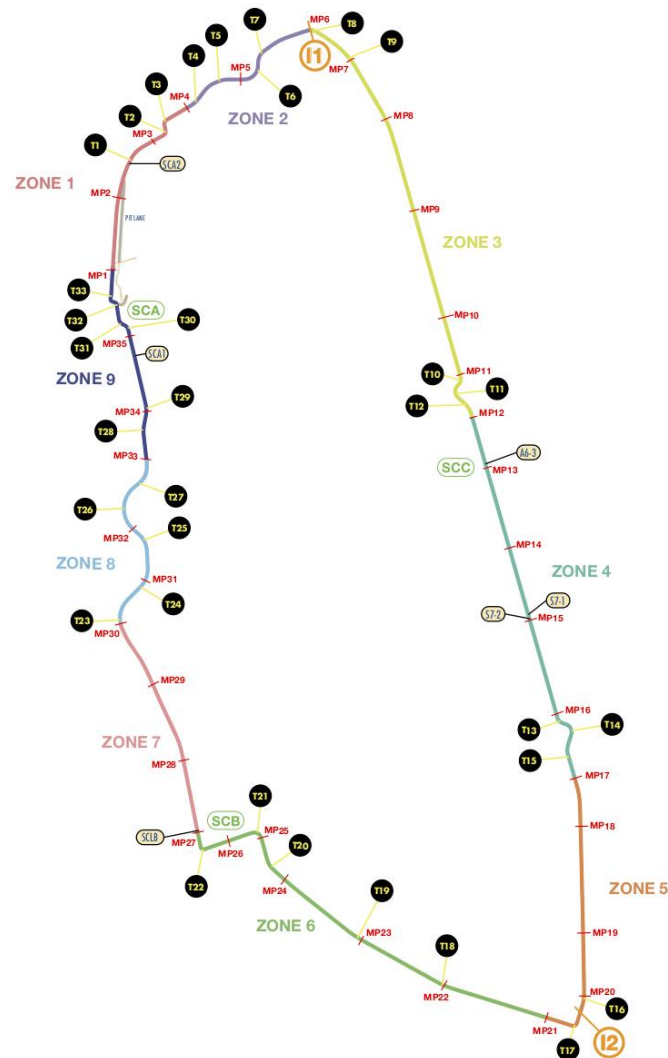 MP6
T7
T8
I1
T5
T9
T4
MP7
MP5
T3
T6
MP4
T2
ZONE 2
MP8
MP3
T1
SCA2
ZONE 1
MP2
MP9
PIT LANE
ZONE 3
MP1
T33
SCA
MP10
T32
T30
T31
MP35
SCA1
ZONE 9
MP11
T10
T11
T29
T12
MP34
MP12
T28
A6-3
MP33
SCC
MP13
T27
T26
T25
MP32
MP14
ZONE 8
ZONE 4
MP31
T24
S7-1
S7-2
T23
MP15
MP30
MP29
MP16
T14
T13
ZONE 7
T15
MP28
MP17
T21
SCB
MP18
SCLB
MP27
MP25
MP26
T20
T22
MP24
ZONE 5
T19
ZONE 6
MP23
MP19
T18
MP22
MP20
T16
MP21
I2
T17